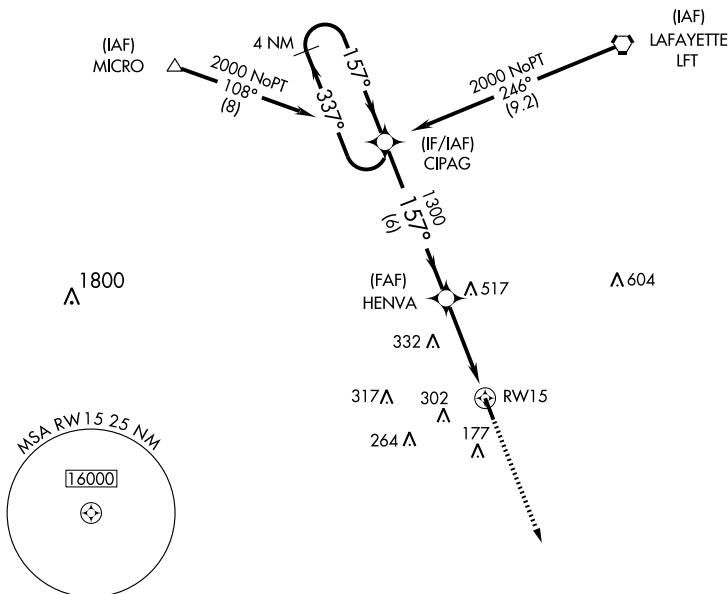 (IAF)
MICRO
2000 NoPT
108°
(8)
4 NM
157°
337°
(IAF)
LAFAYETTE
LFT
2000 NoPT
246°
(9.2)
(IF/IAF)
CIPAG
1300
157°
(6)
(FAF)
HENVA
517
604
1800
332
317
302
RW15
264
177
MSA RW15 25 NM
16000